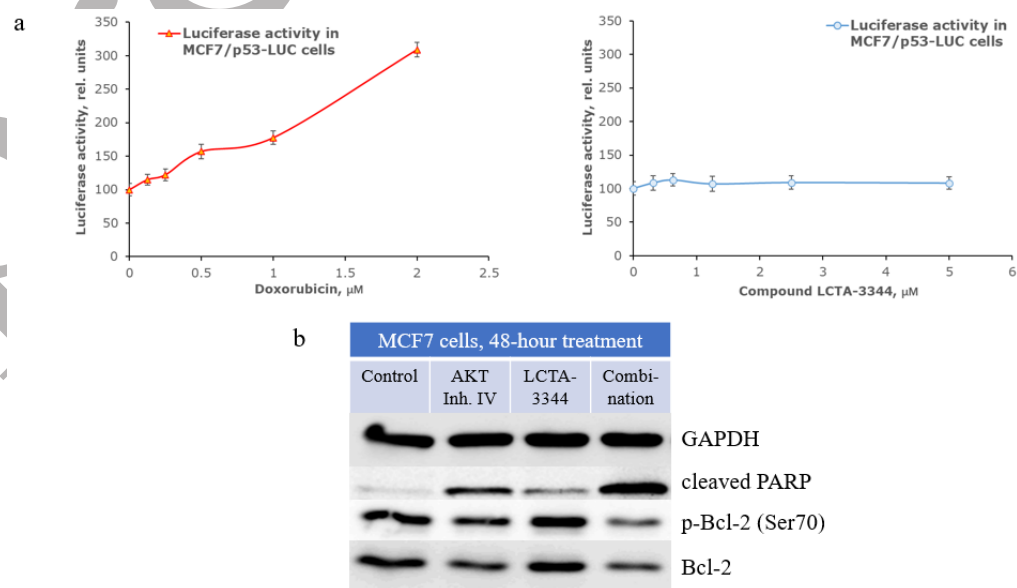 a
350
300
250
200
150
100
50
0
Luciferase activity, rel. units
Luciferase activity in
MCF7/p53-LUC cells
0 0.5 1 1.5 2 2.5
Doxorubicin, µM
350
300
250
200
150
100
50
0
Luciferase activity, rel. units
Luciferase activity in
MCF7/p53-LUC cells
0 1 2 3 4 5 6
Compound LCTA-3344, µM
b
MCF7 cells, 48-hour treatment
Control AKT LCTA- Combi-
Inh. IV 3344 nation
GAPDH
cleaved PARP
p-Bcl-2 (Ser70)
Bcl-2